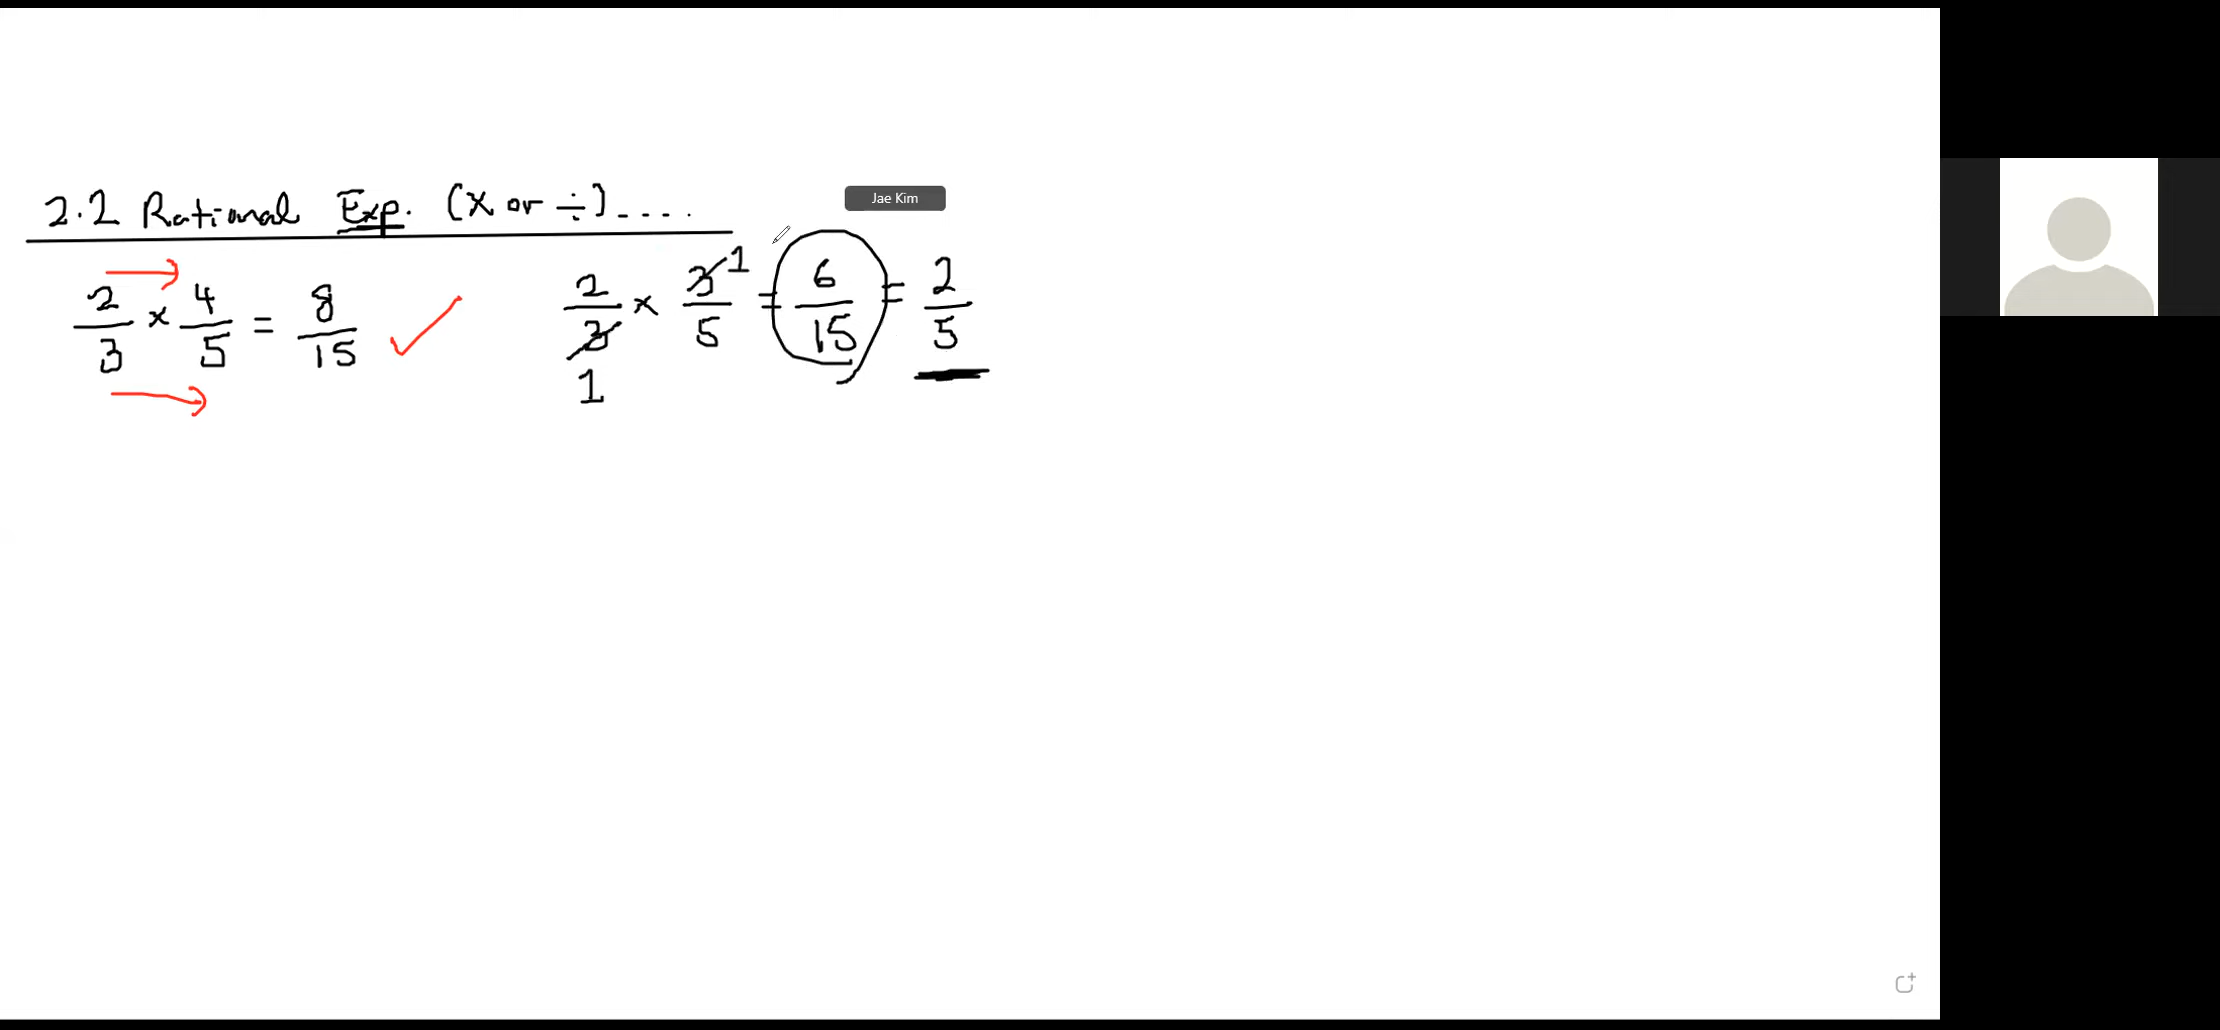 2.2 Rational Exp. (x or ÷)....
Jae Kim
2/3 × 4/5 = 8/15 ✓
2/3 × 3/5 = 6/15 = 2/5
1
1